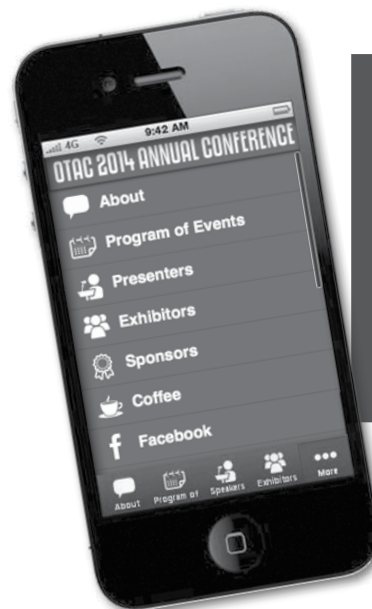 4G 9:42 AM
OTAC 2014 ANNUAL CONFERENCE
About
Program of Events
Presenters
Exhibitors
Sponsors
Coffee
Facebook
About Program of Speakers Exhibitors More